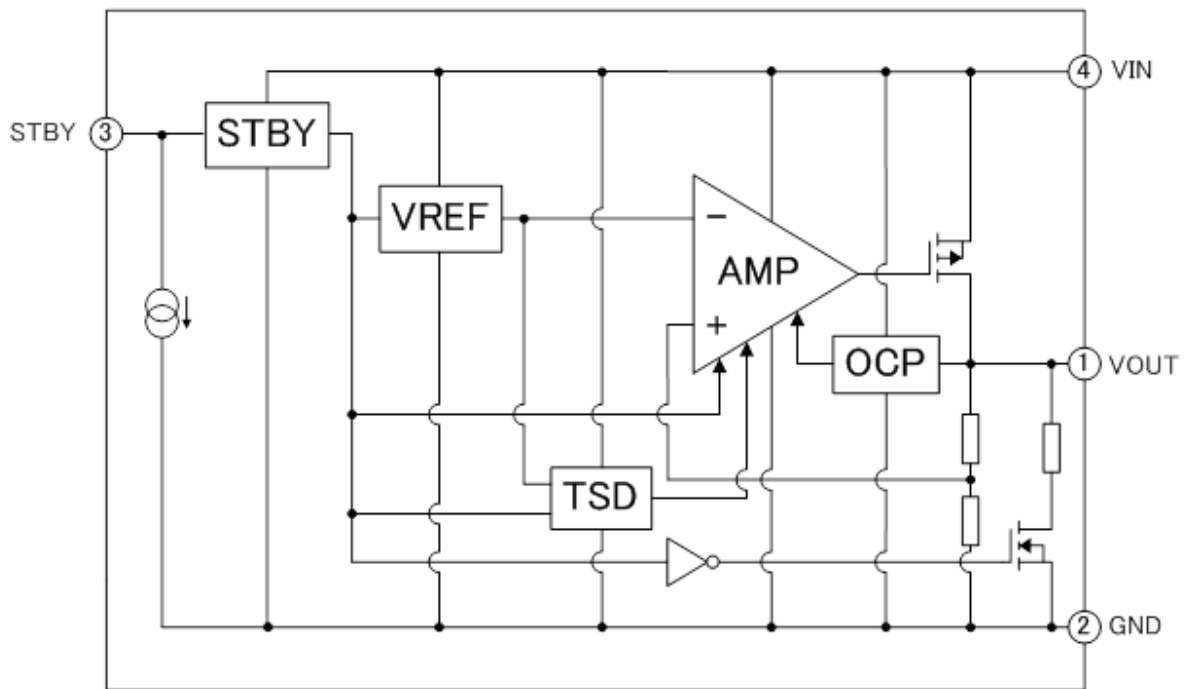 4 VIN
STBY 3
STBY
VREF
−
AMP
+
OCP
1 VOUT
TSD
2 GND